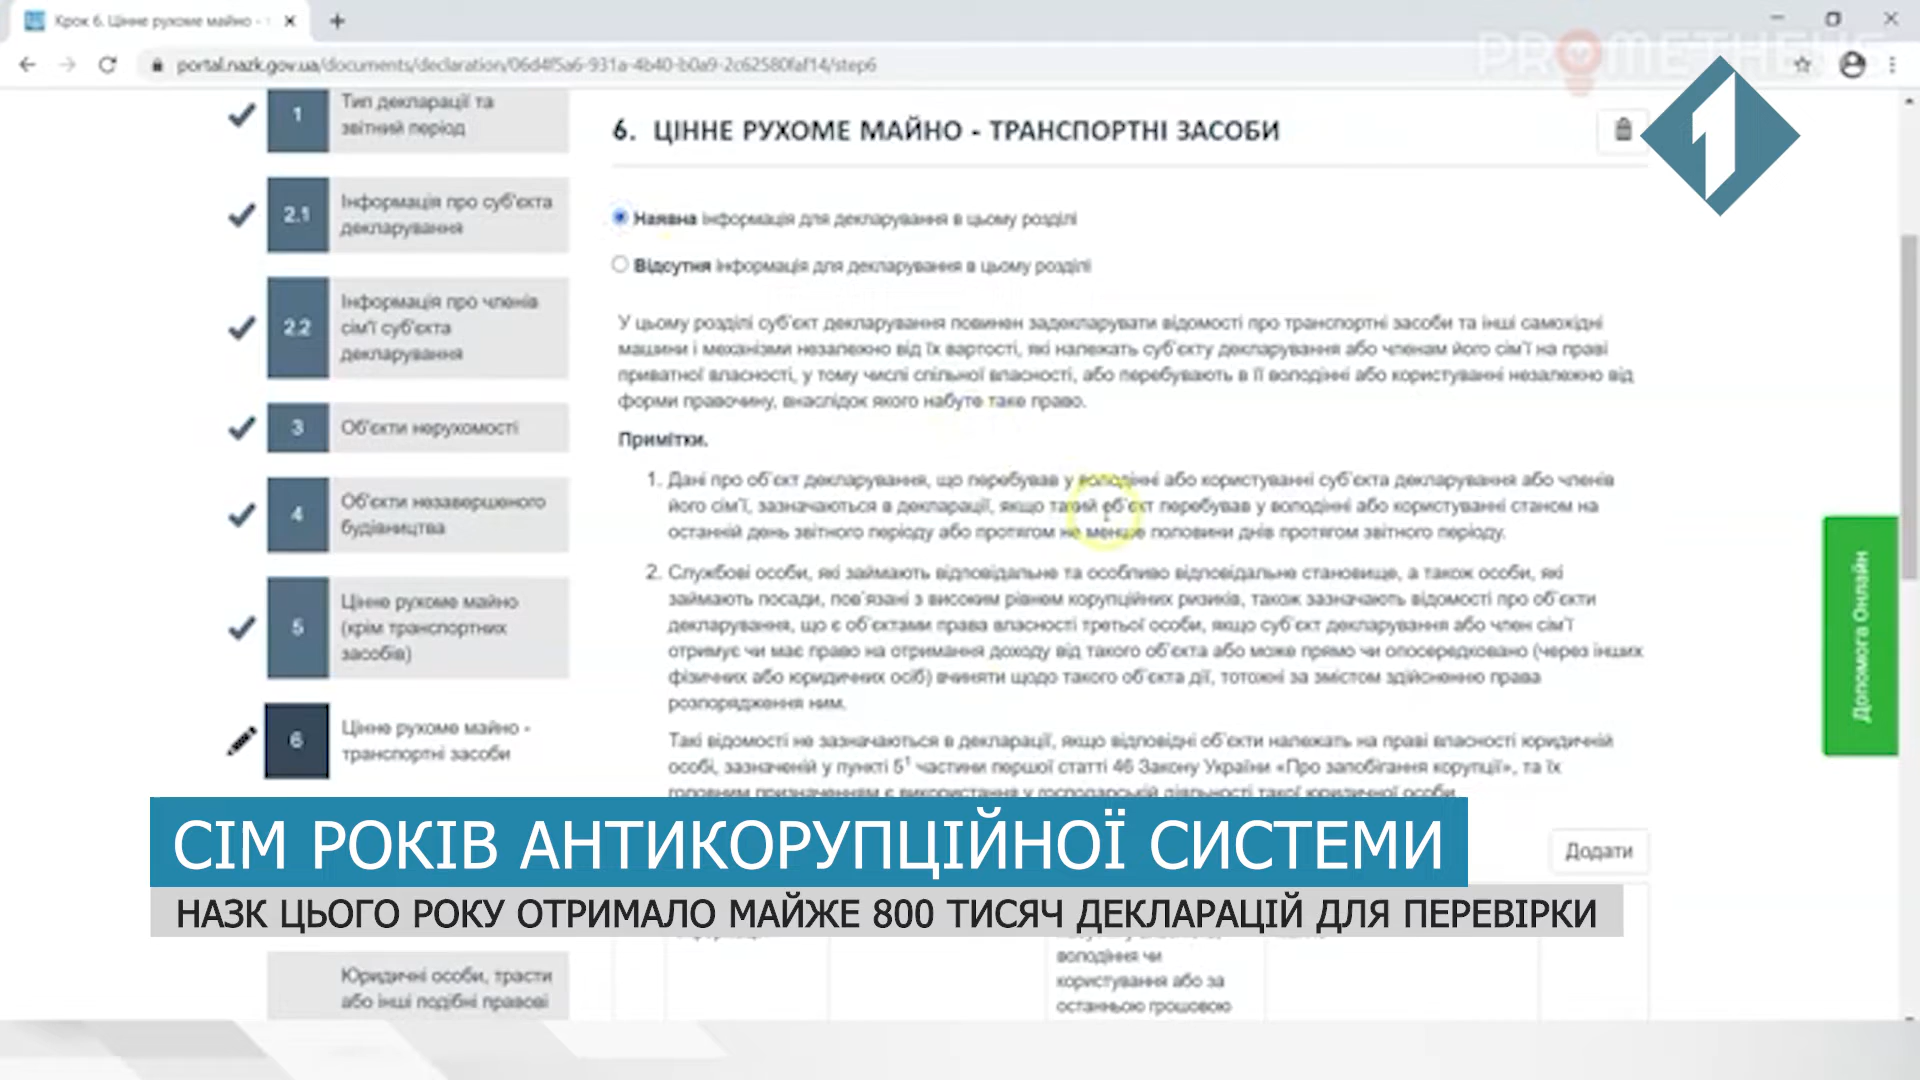 Крок 6. Цінне рухоме майно -
PROMETHEUS
portal.nazk.gov.ua/documents/declaration/06d4f5a6-931a-4b40-b0a9-2c62580faf14/step6
1
1
Тип декларації та
звітний період
2.1
Інформація про суб'єкта
декларування
2.2
Інформація про членів
сім'ї суб'єкта
декларування
3
Об'єкти нерухомості
4
Об'єкти незавершеного
будівництва
5
Цінне рухоме майно
(крім транспортних
засобів)
6
Цінне рухоме майно -
транспортні засоби
6. ЦІННЕ РУХОМЕ МАЙНО - ТРАНСПОРТНІ ЗАСОБИ
Наявна інформація для декларування в цьому розділі
Відсутня інформація для декларування в цьому розділі
У цьому розділі суб'єкт декларування повинен задекларувати відомості про транспортні засоби та інші самохідні
машини і механізми незалежно від їх вартості, які належать суб'єкту декларування або членам його сім'ї на праві
приватної власності, у тому числі спільної власності, або перебувають в її володінні або користуванні незалежно від
форми правочину, внаслідок якого набуте таке право.
Примітки.
1. Дані про об'єкт декларування, що перебував у володінні або користуванні суб'єкта декларування або членів
його сім'ї, зазначаються в декларації, якщо такий об'єкт перебував у володінні або користуванні станом на
останній день звітного періоду або протягом не менше половини днів протягом звітного періоду.
2. Службові особи, які займають відповідальне та особливо відповідальне становище, а також особи, які
займають посади, пов'язані з високим рівнем корупційних ризиків, також зазначають відомості про об'єкти
декларування, що є об'єктами права власності третьої особи, якщо суб'єкт декларування або член сім'ї
отримує чи має право на отримання доходу від такого об'єкта або може прямо чи опосередковано (через інших
фізичних або юридичних осіб) вчиняти щодо такого об'єкта дії, тотожні за змістом здійсненню права
розпорядження ним.
Такі відомості не зазначаються в декларації, якщо відповідні об'єкти належать на праві власності юридичній
особі, зазначеній у пункті 5¹ частини першої статті 46 Закону України «Про запобігання корупції», та їх
головним призначенням є використання у господарській діяльності такої юридичної особи
Допомога Онлайн
Додати
СІМ РОКІВ АНТИКОРУПЦІЙНОЇ СИСТЕМИ
НАЗК ЦЬОГО РОКУ ОТРИМАЛО МАЙЖЕ 800 ТИСЯЧ ДЕКЛАРАЦІЙ ДЛЯ ПЕРЕВІРКИ
Юридичні особи, трасти
або інші подібні правові
володіння чи
користування або за
останньою грошовою